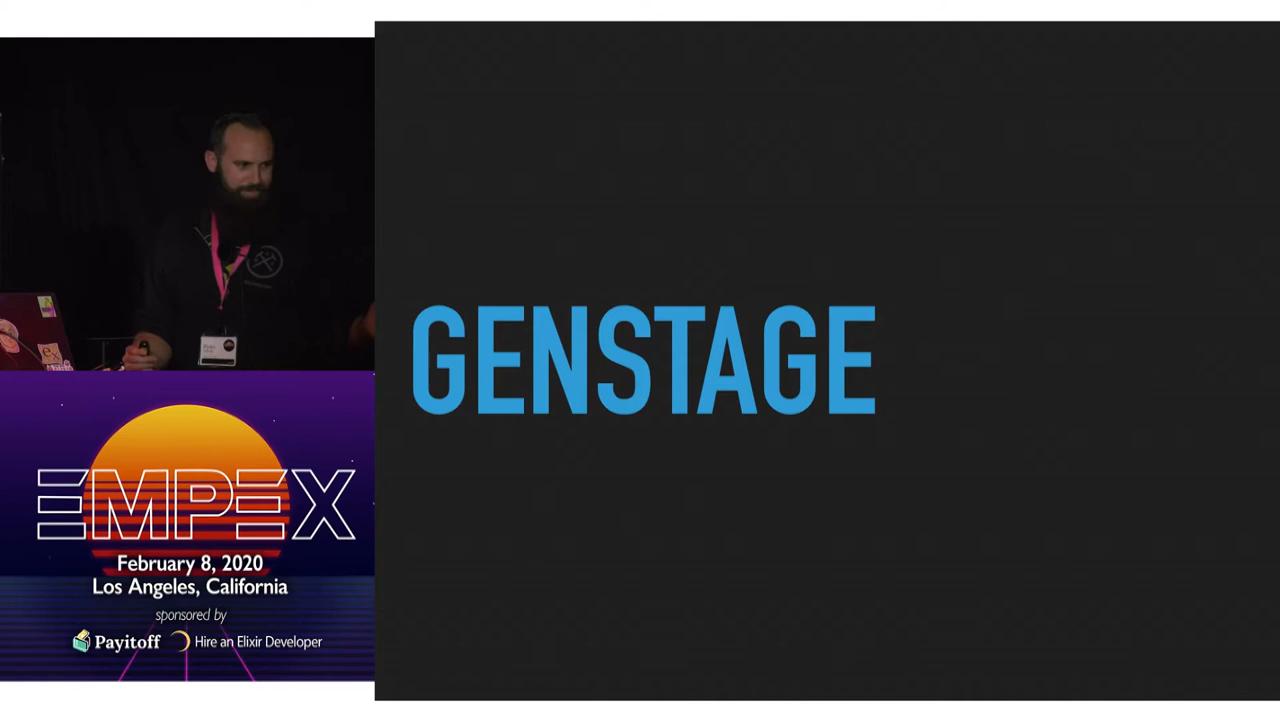 GENSTAGE
EMPEX
February 8, 2020
Los Angeles, California
sponsored by
Payitoff Hire an Elixir Developer